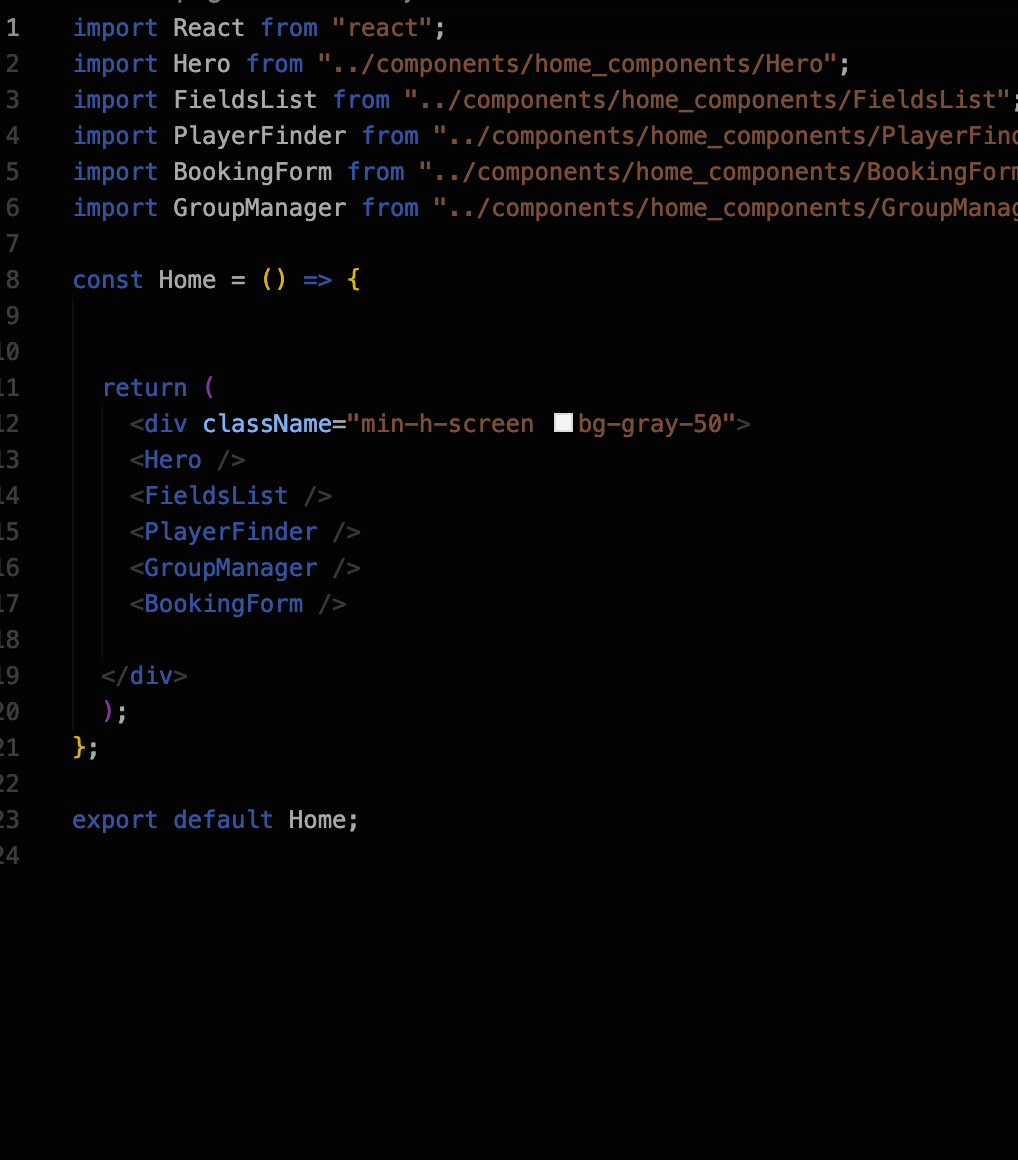 1 import React from "react";
2 import Hero from "../components/home_components/Hero";
3 import FieldsList from "../components/home_components/FieldsList";
4 import PlayerFinder from "../components/home_components/PlayerFind
5 import BookingForm from "../components/home_components/BookingForm
6 import GroupManager from "../components/home_components/GroupManag
7
8 const Home = () => {
9
10
11 return (
12 <div className="min-h-screen bg-gray-50">
13 <Hero />
14 <FieldsList />
15 <PlayerFinder />
16 <GroupManager />
17 <BookingForm />
18
19 </div>
20 );
21 };
22
23 export default Home;
24